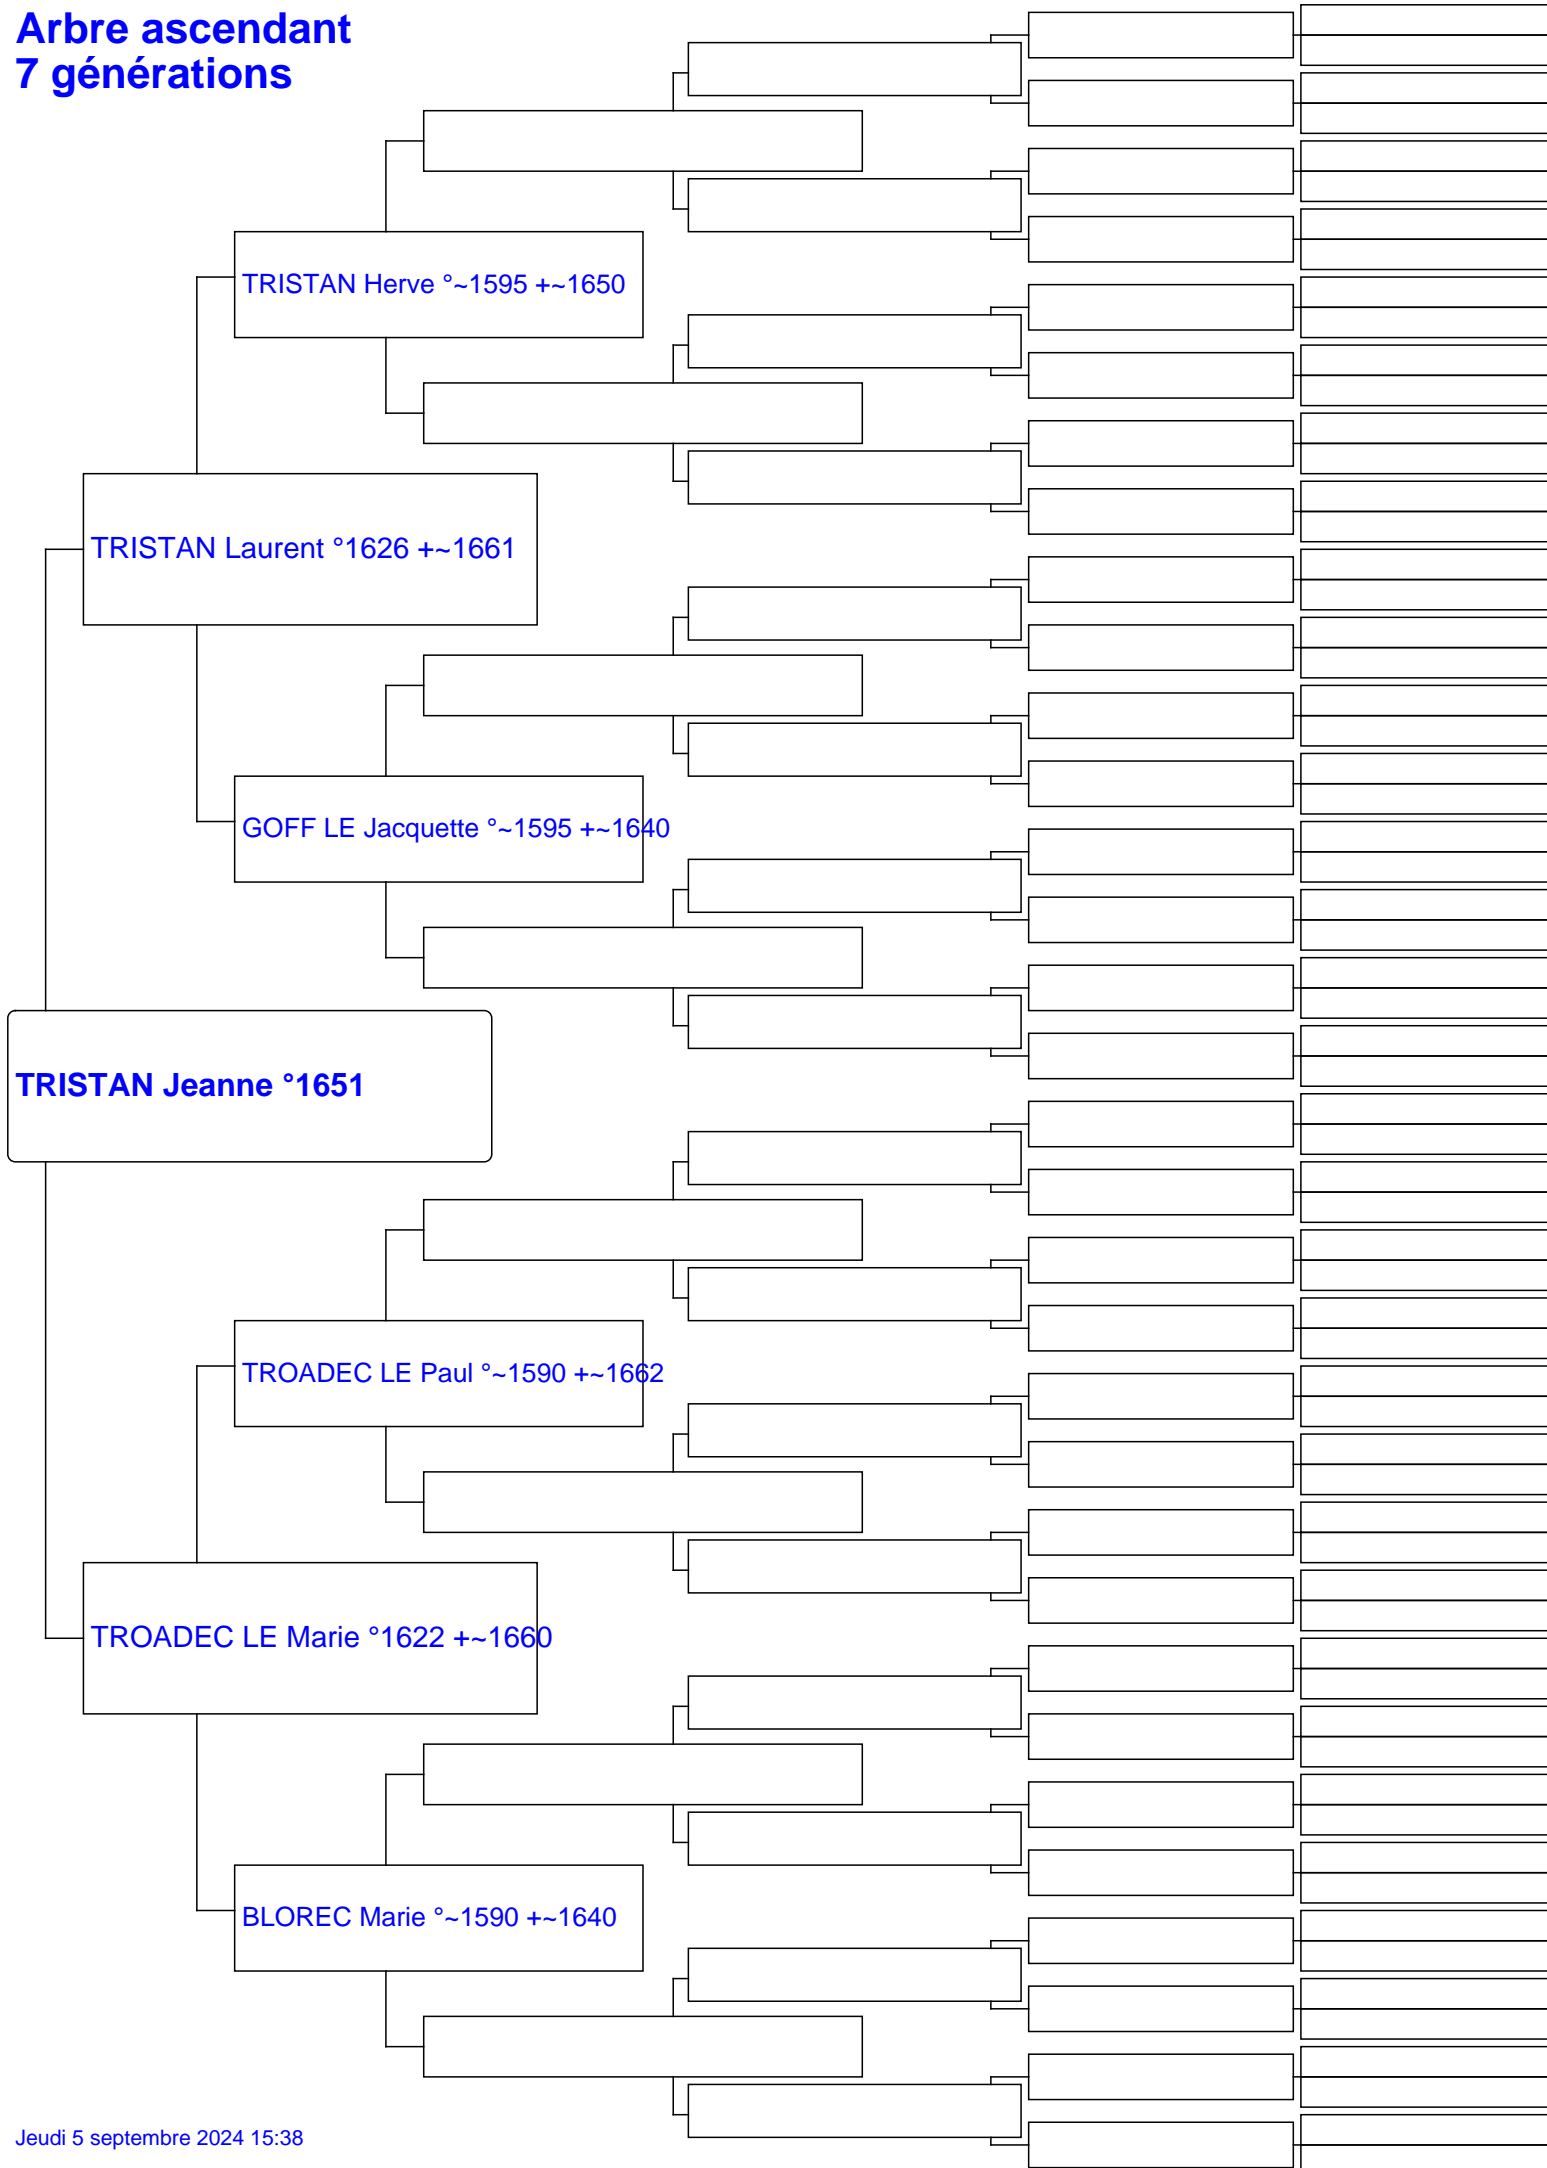 Arbre ascendant
7 générations
TRISTAN Herve °~1595 +~1650
TRISTAN Laurent °1626 +~1661
GOFF LE Jacquette °~1595 +~1640
TRISTAN Jeanne °1651
TROADEC LE Paul °~1590 +~1662
TROADEC LE Marie °1622 +~1660
BLOREC Marie °~1590 +~1640
Jeudi 5 septembre 2024 15:38